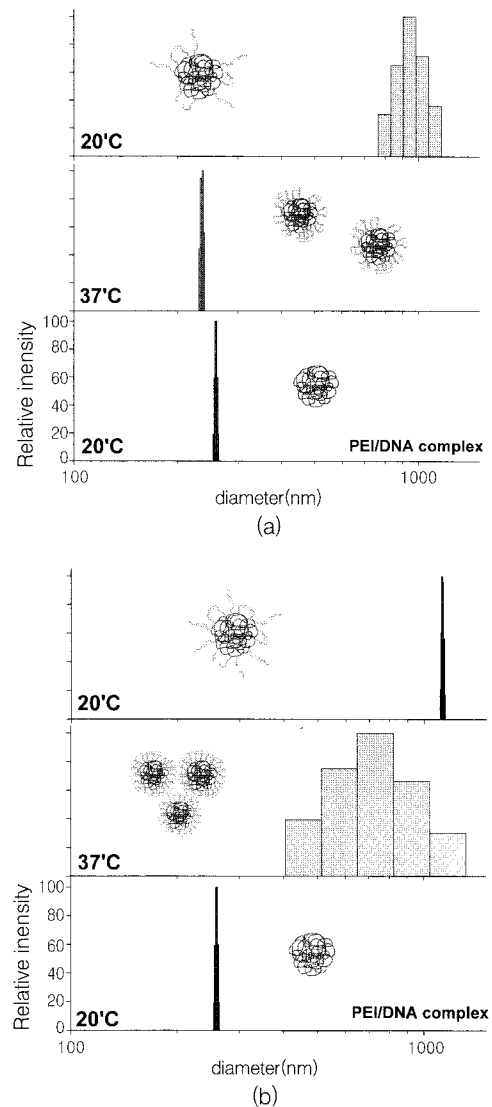 20'C
37'C
Relative inensity
100
80
60
40
20
0
20'C
PEI/DNA complex
100
1000
diameter(nm)
(a)
20'C
37'C
Relative inensity
100
80
60
40
20
0
20'C
PEI/DNA complex
100
1000
diameter(nm)
(b)